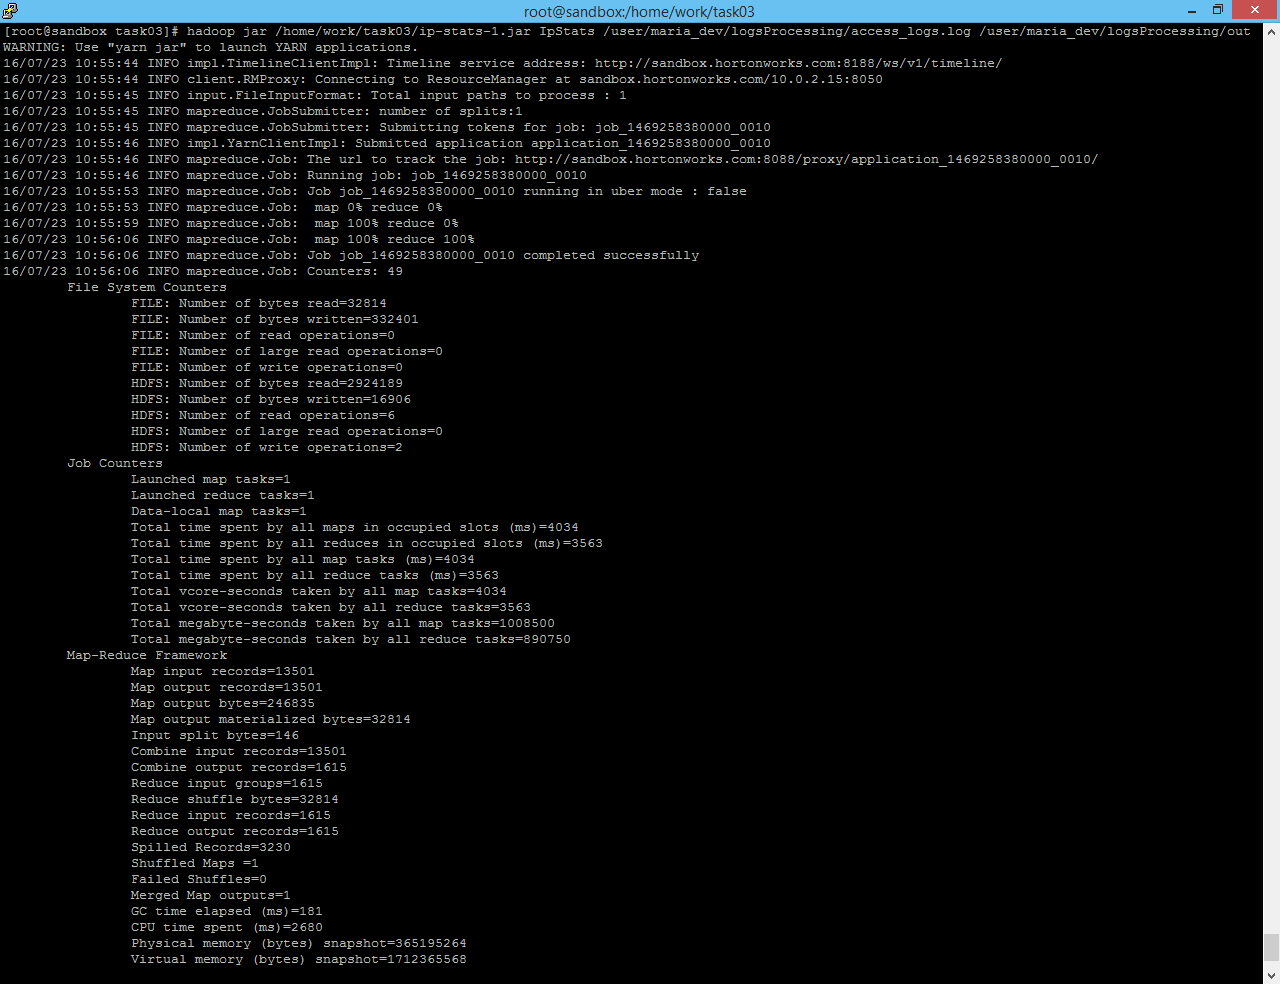 root@sandbox:/home/work/task03
[root@sandbox task03]# hadoop jar /home/work/task03/ip-stats-1.jar IpStats /user/maria_dev/logsProcessing/access_logs.log /user/maria_dev/logsProcessing/out
WARNING: Use "yarn jar" to launch YARN applications.
16/07/23 10:55:44 INFO impl.TimelineClientImpl: Timeline service address: http://sandbox.hortonworks.com:8188/ws/v1/timeline/
16/07/23 10:55:44 INFO client.RMProxy: Connecting to ResourceManager at sandbox.hortonworks.com/10.0.2.15:8050
16/07/23 10:55:45 INFO input.FileInputFormat: Total input paths to process : 1
16/07/23 10:55:45 INFO mapreduce.JobSubmitter: number of splits:1
16/07/23 10:55:45 INFO mapreduce.JobSubmitter: Submitting tokens for job: job_1469258380000_0010
16/07/23 10:55:46 INFO impl.YarnClientImpl: Submitted application application_1469258380000_0010
16/07/23 10:55:46 INFO mapreduce.Job: The url to track the job: http://sandbox.hortonworks.com:8088/proxy/application_1469258380000_0010/
16/07/23 10:55:46 INFO mapreduce.Job: Running job: job_1469258380000_0010
16/07/23 10:55:53 INFO mapreduce.Job: Job job_1469258380000_0010 running in uber mode : false
16/07/23 10:55:53 INFO mapreduce.Job:  map 0% reduce 0%
16/07/23 10:55:59 INFO mapreduce.Job:  map 100% reduce 0%
16/07/23 10:56:06 INFO mapreduce.Job:  map 100% reduce 100%
16/07/23 10:56:06 INFO mapreduce.Job: Job job_1469258380000_0010 completed successfully
16/07/23 10:56:06 INFO mapreduce.Job: Counters: 49
File System Counters
FILE: Number of bytes read=32814
FILE: Number of bytes written=332401
FILE: Number of read operations=0
FILE: Number of large read operations=0
FILE: Number of write operations=0
HDFS: Number of bytes read=2924189
HDFS: Number of bytes written=16906
HDFS: Number of read operations=6
HDFS: Number of large read operations=0
HDFS: Number of write operations=2
Job Counters
Launched map tasks=1
Launched reduce tasks=1
Data-local map tasks=1
Total time spent by all maps in occupied slots (ms)=4034
Total time spent by all reduces in occupied slots (ms)=3563
Total time spent by all map tasks (ms)=4034
Total time spent by all reduce tasks (ms)=3563
Total vcore-seconds taken by all map tasks=4034
Total vcore-seconds taken by all reduce tasks=3563
Total megabyte-seconds taken by all map tasks=1008500
Total megabyte-seconds taken by all reduce tasks=890750
Map-Reduce Framework
Map input records=13501
Map output records=13501
Map output bytes=246835
Map output materialized bytes=32814
Input split bytes=146
Combine input records=13501
Combine output records=1615
Reduce input groups=1615
Reduce shuffle bytes=32814
Reduce input records=1615
Reduce output records=1615
Spilled Records=3230
Shuffled Maps =1
Failed Shuffles=0
Merged Map outputs=1
GC time elapsed (ms)=181
CPU time spent (ms)=2680
Physical memory (bytes) snapshot=365195264
Virtual memory (bytes) snapshot=1712365568